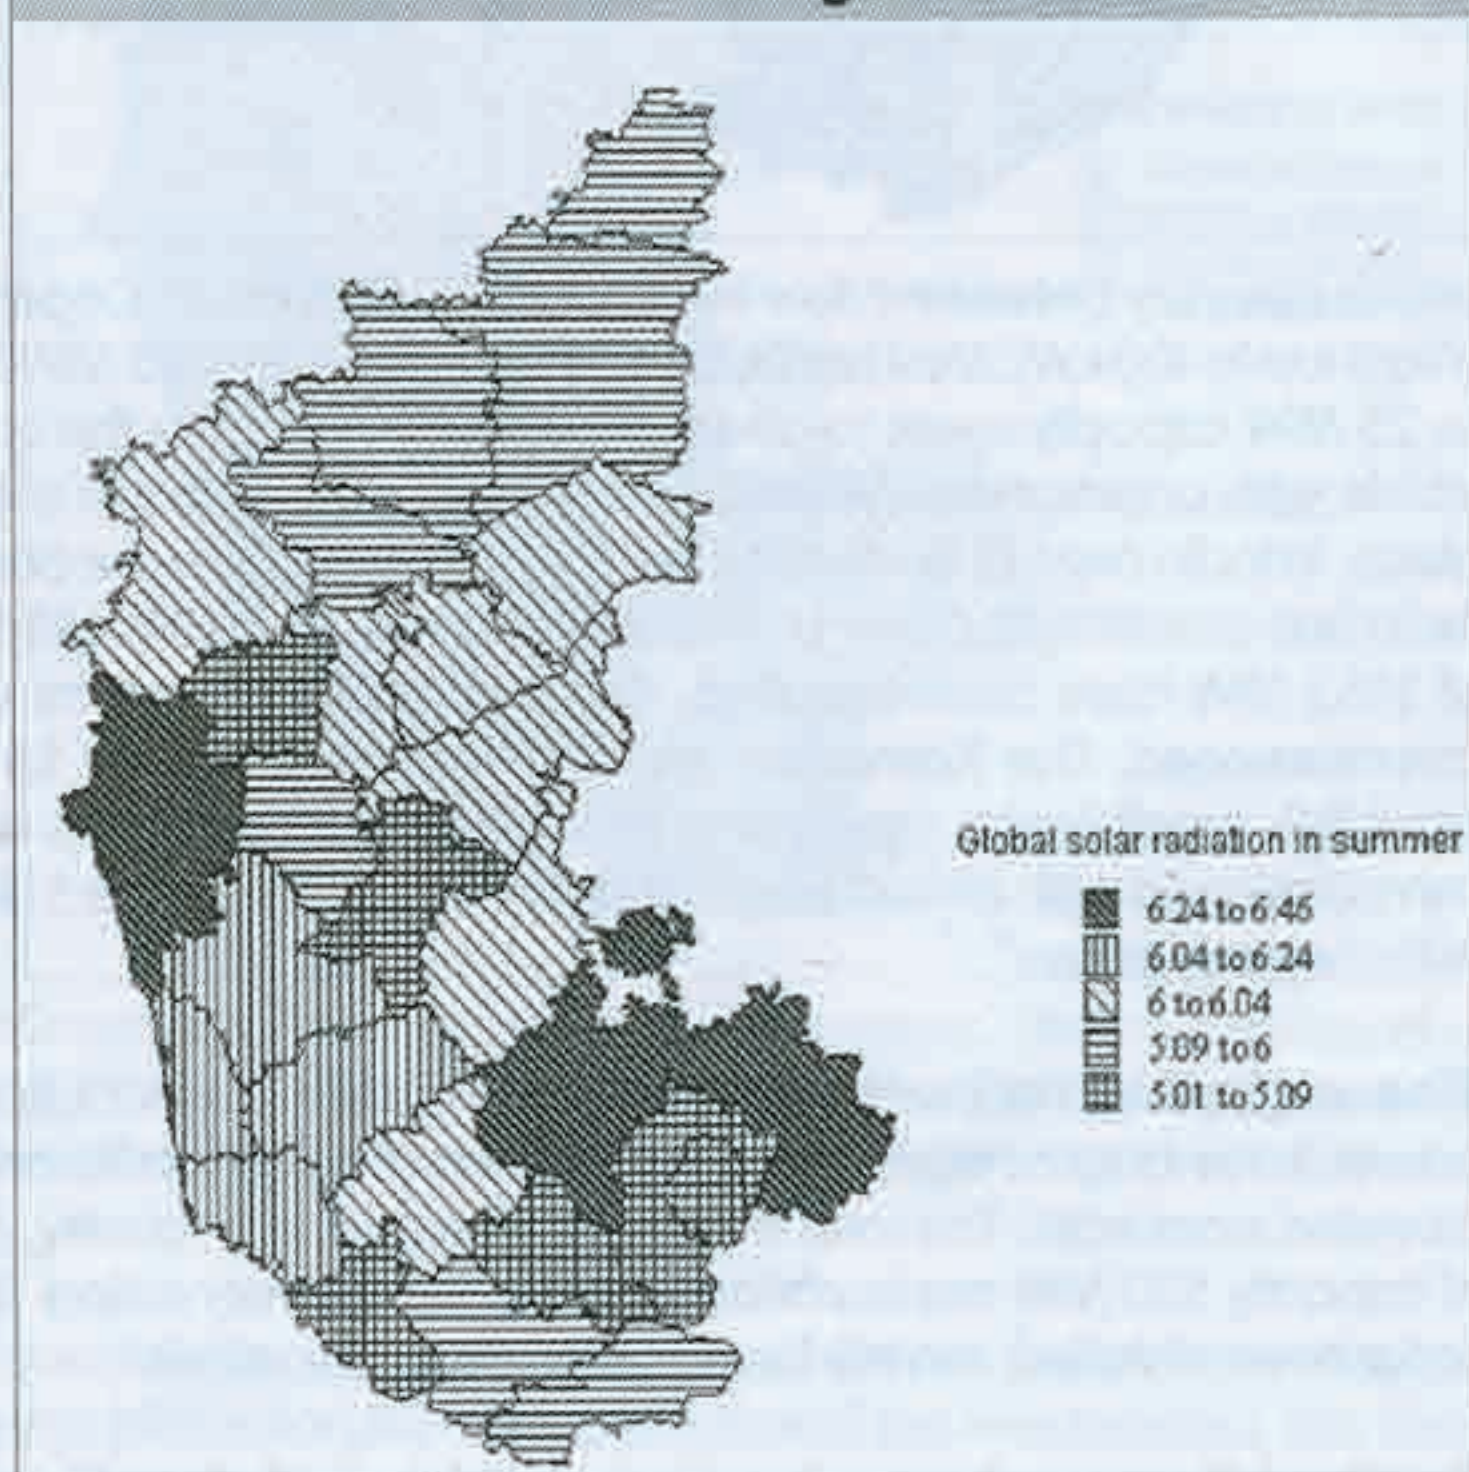 Global solar radiation in summer
6.24 to 6.46
6.04 to 6.24
6 to 6.04
5.89 to 6
5.01 to 5.89